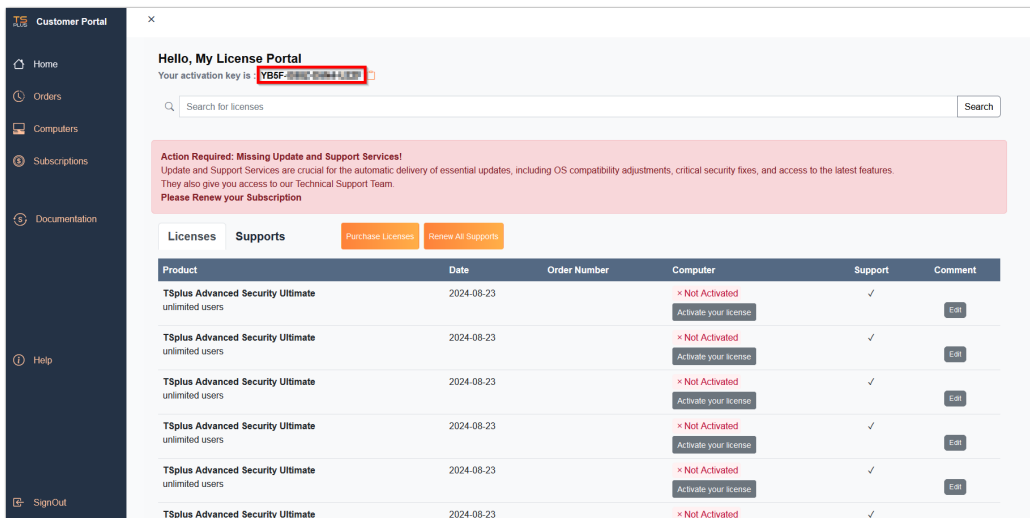 TS PLUS Customer Portal
×
Home
Orders
Computers
Subscriptions
Documentation
Help
SignOut
Hello, My License Portal
Your activation key is : YB5F-
Search for licenses
Search
Action Required: Missing Update and Support Services!
Update and Support Services are crucial for the automatic delivery of essential updates, including OS compatibility adjustments, critical security fixes, and access to the latest features.
They also give you access to our Technical Support Team.
Please Renew your Subscription
Licenses Supports Purchase Licenses Renew All Supports
Product Date Order Number Computer Support Comment
TSplus Advanced Security Ultimate 2024-08-23 × Not Activated ✓
unlimited users Activate your license Edit
TSplus Advanced Security Ultimate 2024-08-23 × Not Activated ✓
unlimited users Activate your license Edit
TSplus Advanced Security Ultimate 2024-08-23 × Not Activated ✓
unlimited users Activate your license Edit
TSplus Advanced Security Ultimate 2024-08-23 × Not Activated ✓
unlimited users Activate your license Edit
TSplus Advanced Security Ultimate 2024-08-23 × Not Activated ✓
unlimited users Activate your license Edit
TSplus Advanced Security Ultimate 2024-08-23 × Not Activated ✓